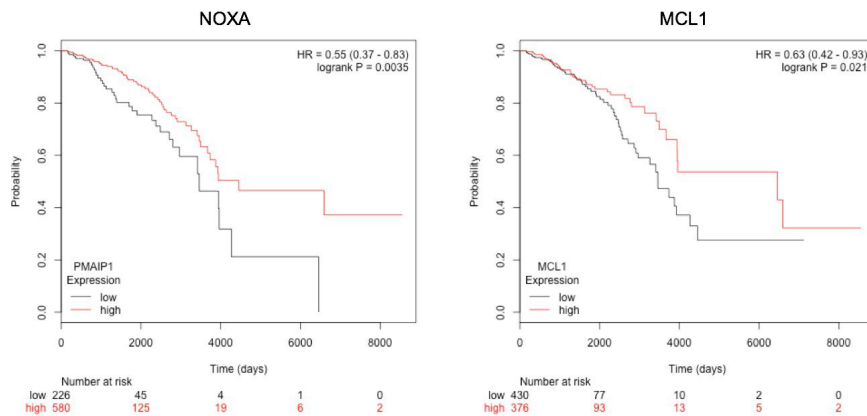 NOXA
HR = 0.55 (0.37 - 0.83)
logrank P = 0.0035
1.0
0.8
0.6
0.4
0.2
0.0
Probability
PMAIP1
Expression
low
high
0 2000 4000 6000 8000
Time (days)
Number at risk
low 226 45 4 1 0
high 580 125 19 6 2
MCL1
HR = 0.63 (0.42 - 0.93)
logrank P = 0.021
1.0
0.8
0.6
0.4
0.2
0.0
Probability
MCL1
Expression
low
high
0 2000 4000 6000 8000
Time (days)
Number at risk
low 430 77 10 2 0
high 376 93 13 5 2